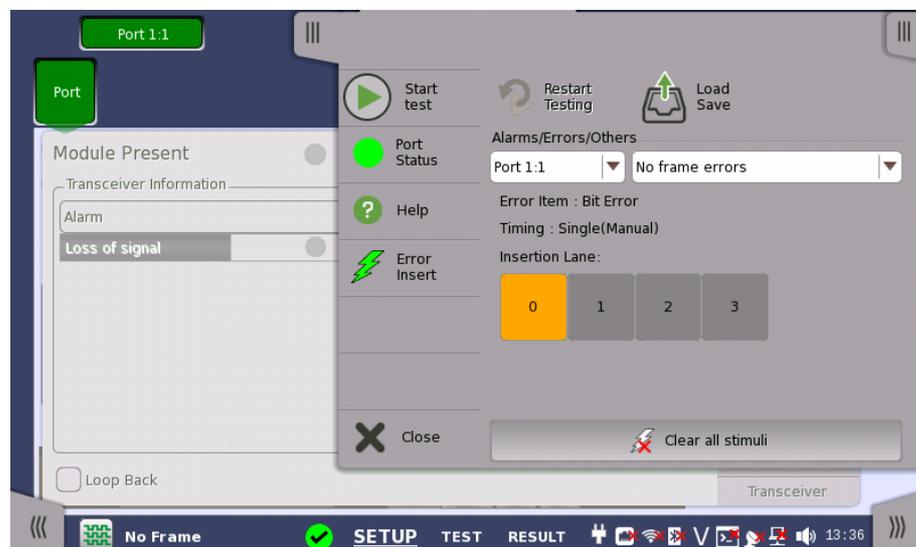 Port 1:1
Port
Module Present
Transceiver Information
Alarm
Loss of signal
Loop Back
Start
test
Port
Status
? Help
Error
Insert
Close
Restart
Testing
Load
Save
Alarms/Errors/Others
Port 1:1 No frame errors
Error Item : Bit Error
Timing : Single(Manual)
Insertion Lane:
0 1 2 3
Clear all stimuli
Transceiver
No Frame SETUP TEST RESULT V 13:36